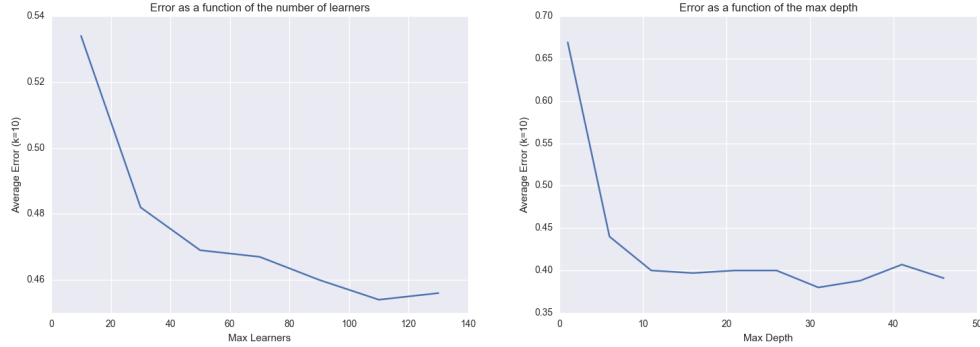 Error as a function of the number of learners
0.54
0.52
0.50
0.48
0.46
Average Error (k=10)
0 20 40 60 80 100 120 140
Max Learners
Error as a function of the max depth
0.70
0.65
0.60
0.55
0.50
0.45
0.40
0.35
Average Error (k=10)
0 10 20 30 40 50
Max Depth